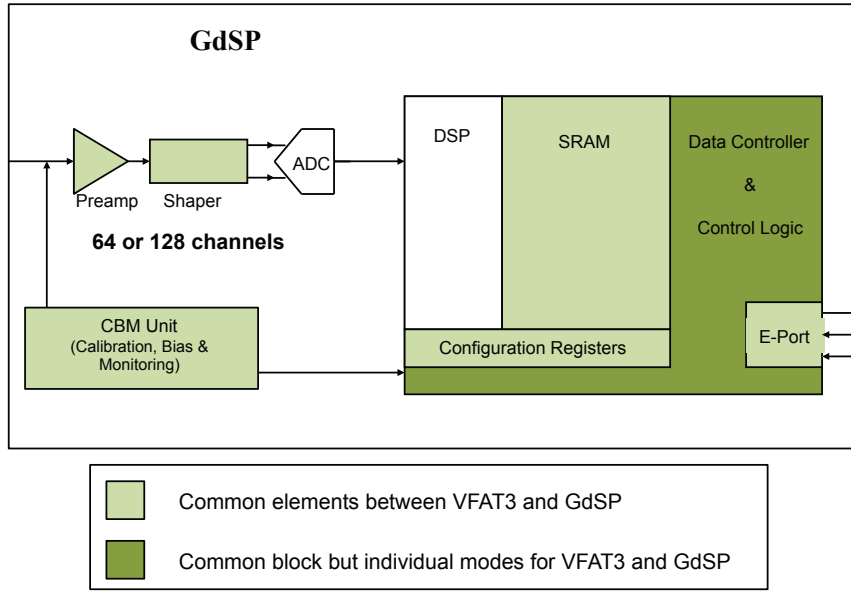 GdSP
DSP
SRAM
Data Controller
&
Control Logic
ADC
Preamp
Shaper
64 or 128 channels
CBM Unit
(Calibration, Bias &
Monitoring)
Configuration Registers
E-Port
Common elements between VFAT3 and GdSP
Common block but individual modes for VFAT3 and GdSP